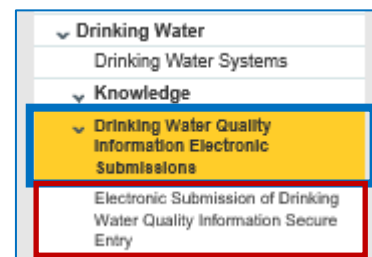 Drinking Water
Drinking Water Systems
Knowledge
Drinking Water Quality
Information Electronic
Submissions
Electronic Submission of Drinking
Water Quality Information Secure
Entry